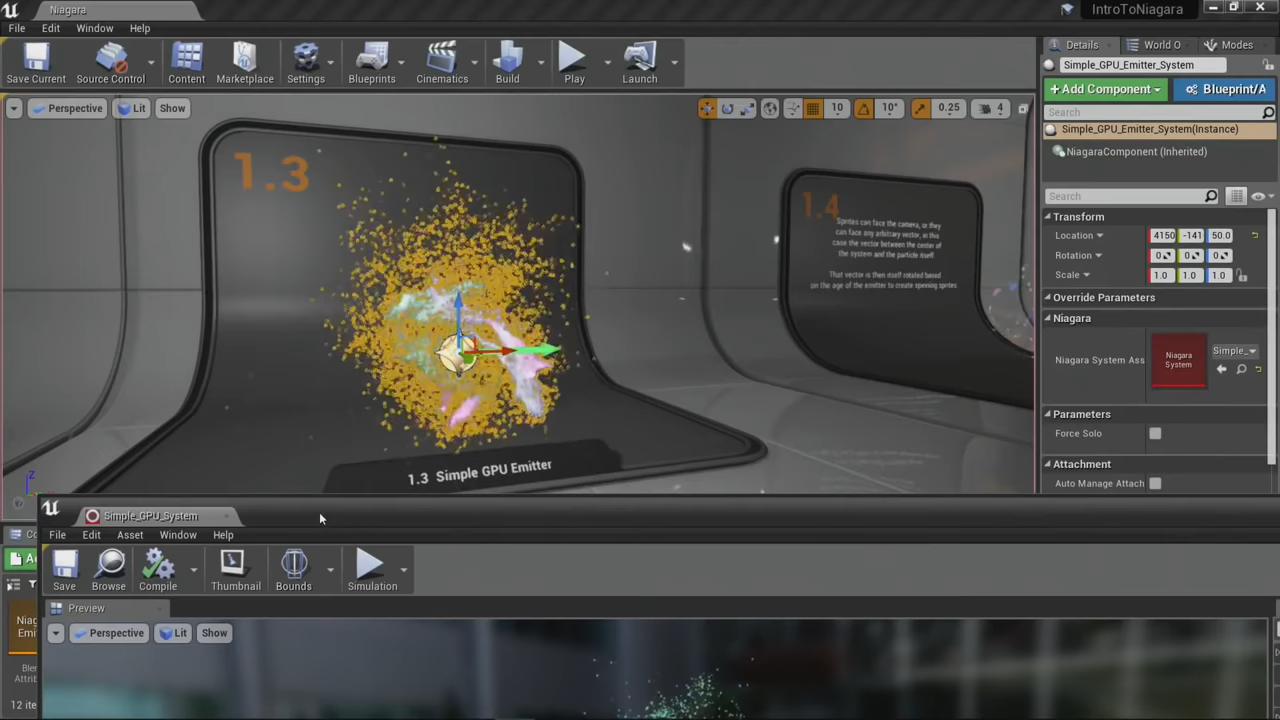 Niagara
IntroToNiagara
File Edit Window Help
Save Current Source Control Content Marketplace Settings Blueprints Cinematics Build Play Launch
Details World O Modes
Simple_GPU_Emitter_System
+ Add Component Blueprint/A
Search
Simple_GPU_Emitter_System(Instance)
NiagaraComponent (Inherited)
Search
Transform
Location 4150 -141 50.0
Rotation 0 0 0
Scale 1.0 1.0 1.0
Override Parameters
Niagara
Niagara System Ass
Niagara
System
Simple_
Parameters
Force Solo
Attachment
Auto Manage Attach
Perspective Lit Show
10 10° 0.25 4
1.3
1.4
Sprites can face the camera, or they
can face any arbitrary vector, in this
case the vector between the center of
the system and the particle itself
That vector is then itself rotated based
on the age of the emitter to create spinning sprites
1.3 Simple GPU Emitter
Z
Simple_GPU_System
File Edit Asset Window Help
Save Browse Compile Thumbnail Bounds Simulation
Preview
Perspective Lit Show
Co
Ad
Niag
Emi
Blen
Attrib
12 ite